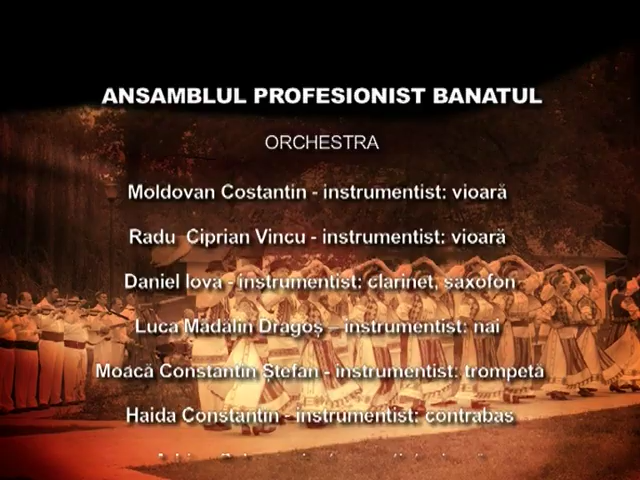 ANSAMBLUL PROFESIONIST BANATUL
ORCHESTRA
Moldovan Costantin - instrumentist: vioară
Radu Ciprian Vincu - instrumentist: vioară
Daniel Iova - instrumentist: clarinet, saxofon
Luca Mădălin Dragoș – instrumentist: nai
Moacă Constantin Ștefan - instrumentist: trompetă
Haida Constantin - instrumentist: contrabas